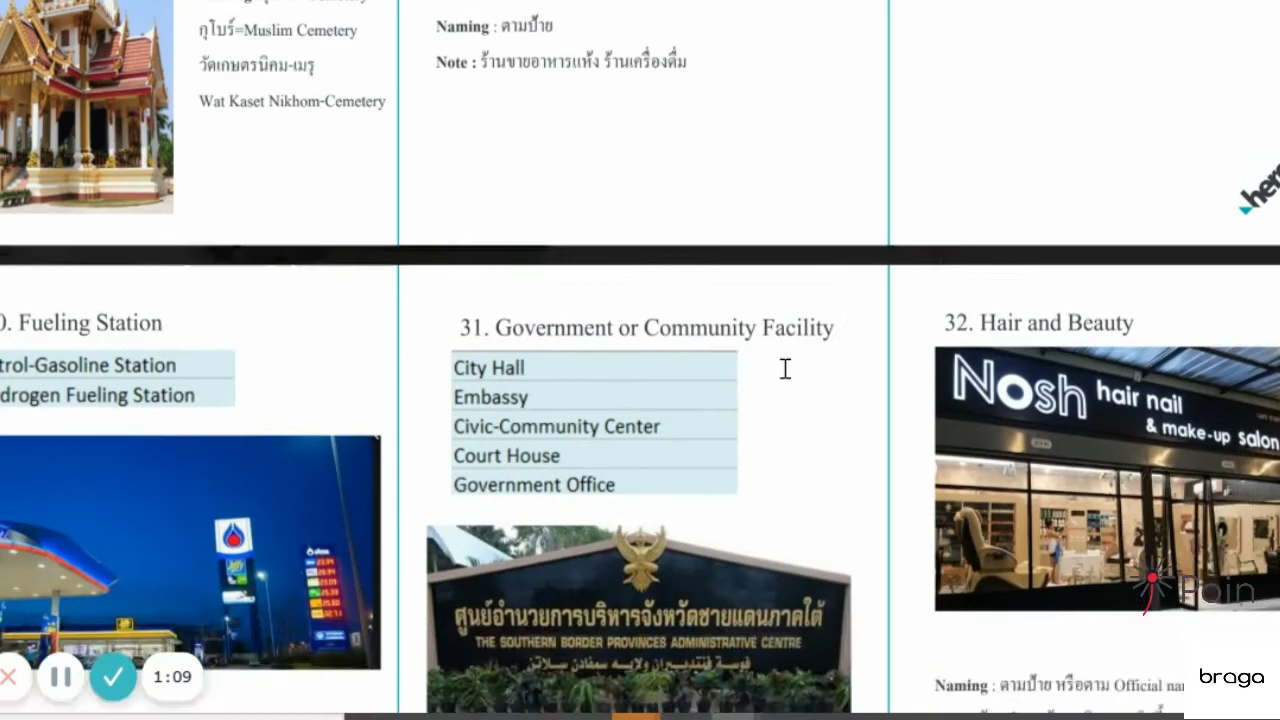 กุโบร์=Muslim Cemetery
วัดเกษตรนิคม-เมรุ
Wat Kaset Nikhom-Cemetery
Naming : ตามป้าย
Note : ร้านขายอาหารแห้ง ร้านเครื่องดื่ม
here
0. Fueling Station
trol-Gasoline Station
drogen Fueling Station
31. Government or Community Facility
City Hall
Embassy
Civic-Community Center
Court House
Government Office
ศูนย์อำนวยการบริหารจังหวัดชายแดนภาคใต้
THE SOUTHERN BORDER PROVINCES ADMINISTRATIVE CENTRE
32. Hair and Beauty
Nosh hair nail
& make-up salon
Poin
Naming : ตามป้าย หรือตาม Official na
1:09
braga